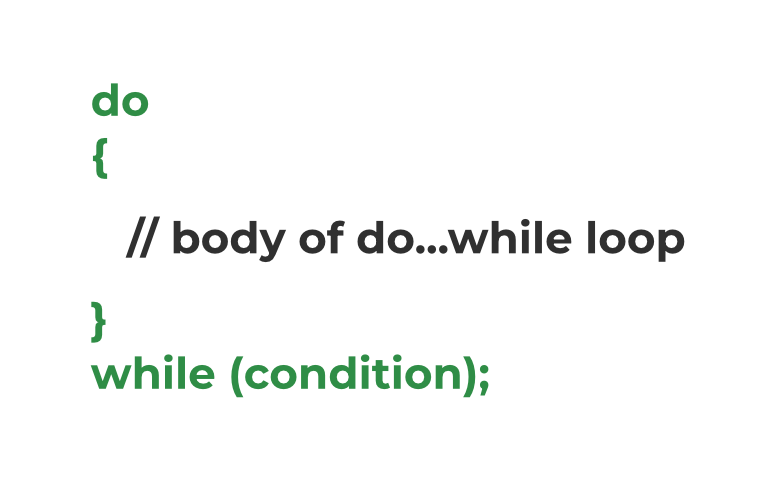 do
{
// body of do...while loop
}
while (condition);